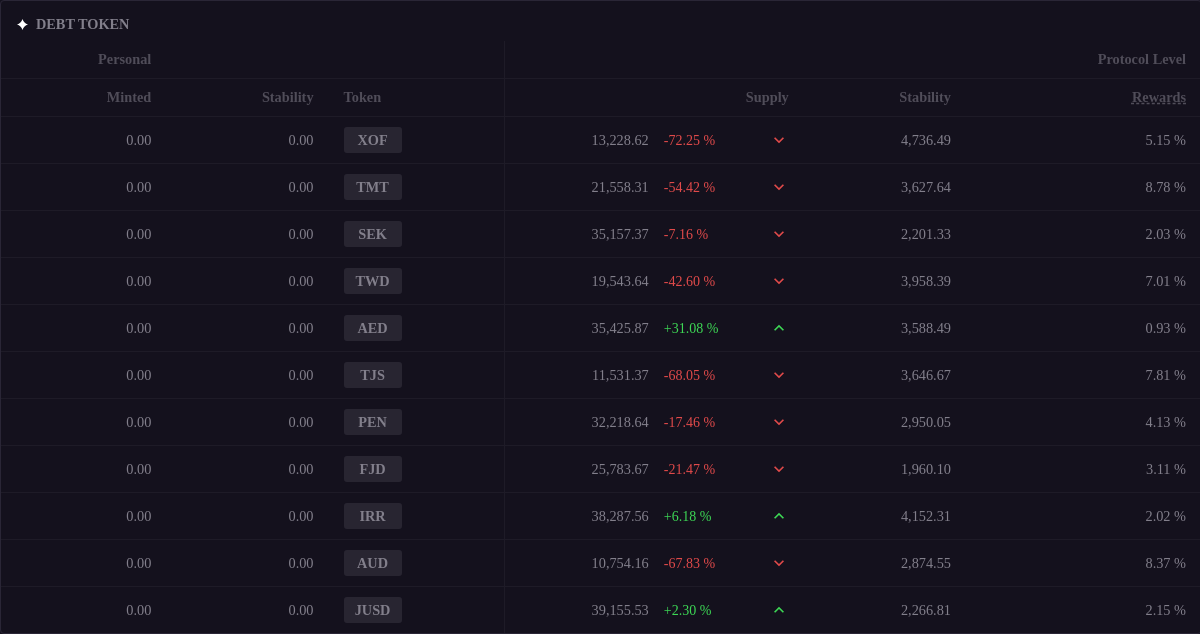 DEBT TOKEN
Personal Protocol Level
Minted Stability Token Supply Stability Rewards
0.00 0.00 XOF 13,228.62 -72.25 % 4,736.49 5.15 %
0.00 0.00 TMT 21,558.31 -54.42 % 3,627.64 8.78 %
0.00 0.00 SEK 35,157.37 -7.16 % 2,201.33 2.03 %
0.00 0.00 TWD 19,543.64 -42.60 % 3,958.39 7.01 %
0.00 0.00 AED 35,425.87 +31.08 % 3,588.49 0.93 %
0.00 0.00 TJS 11,531.37 -68.05 % 3,646.67 7.81 %
0.00 0.00 PEN 32,218.64 -17.46 % 2,950.05 4.13 %
0.00 0.00 FJD 25,783.67 -21.47 % 1,960.10 3.11 %
0.00 0.00 IRR 38,287.56 +6.18 % 4,152.31 2.02 %
0.00 0.00 AUD 10,754.16 -67.83 % 2,874.55 8.37 %
0.00 0.00 JUSD 39,155.53 +2.30 % 2,266.81 2.15 %